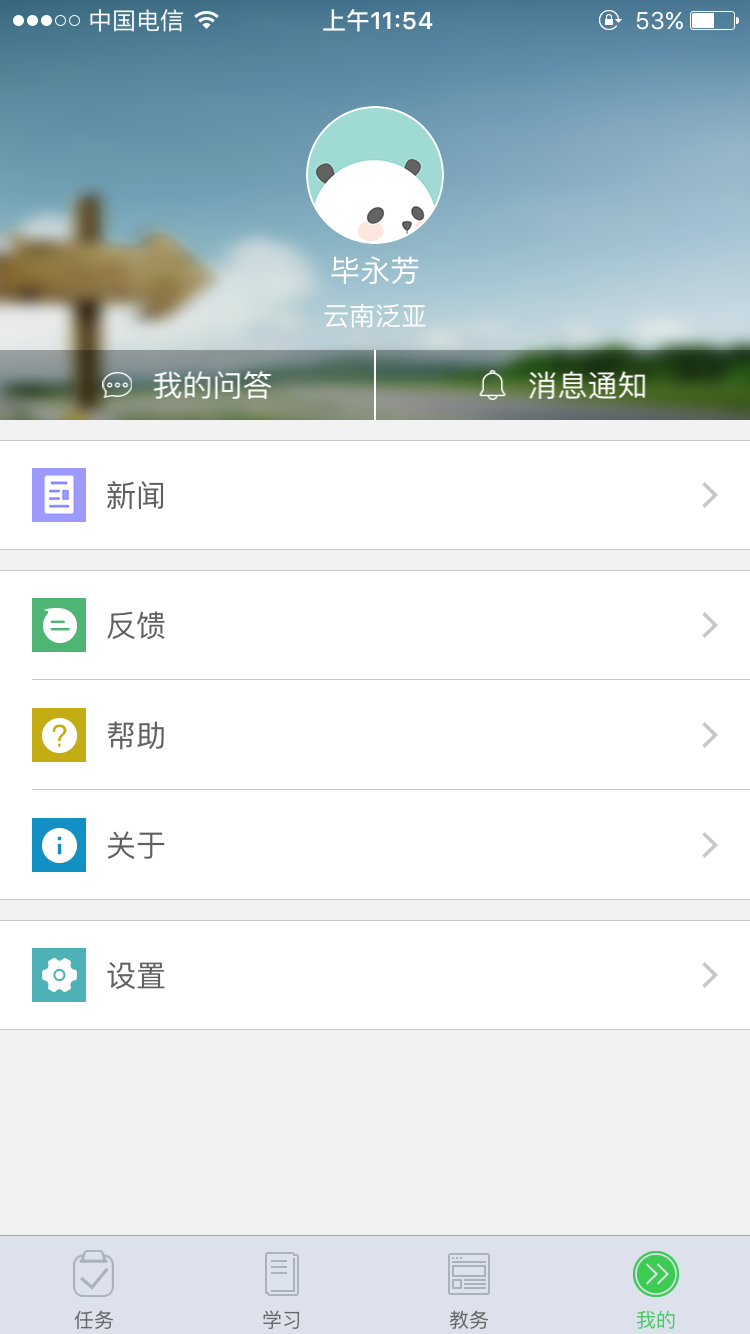 中国电信 上午11:54 53%
毕永芳
云南泛亚
我的问答 消息通知
新闻
反馈
帮助
关于
设置
任务 学习 教务 我的